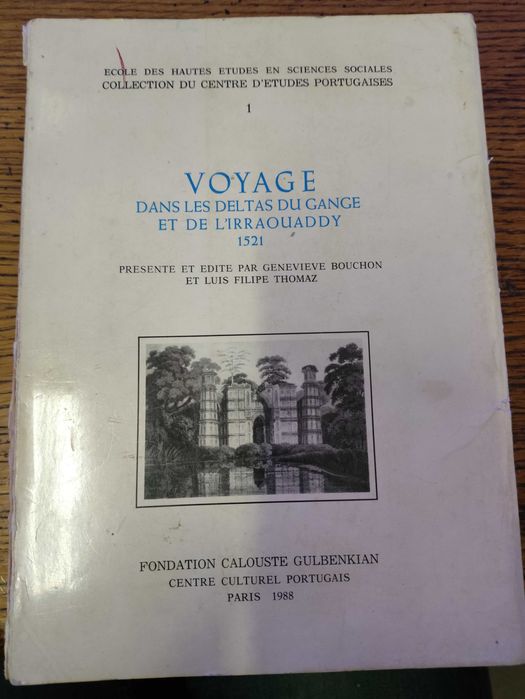 ECOLE DES HAUTES ETUDES EN SCIENCES SOCIALES
COLLECTION DU CENTRE D'ETUDES PORTUGAISES
1
VOYAGE
DANS LES DELTAS DU GANGE
ET DE L'IRRAOUADDY
1521
PRESENTE ET EDITE PAR GENEVIEVE BOUCHON
ET LUIS FILIPE THOMAZ
FONDATION CALOUSTE GULBENKIAN
CENTRE CULTUREL PORTUGAIS
PARIS 1988